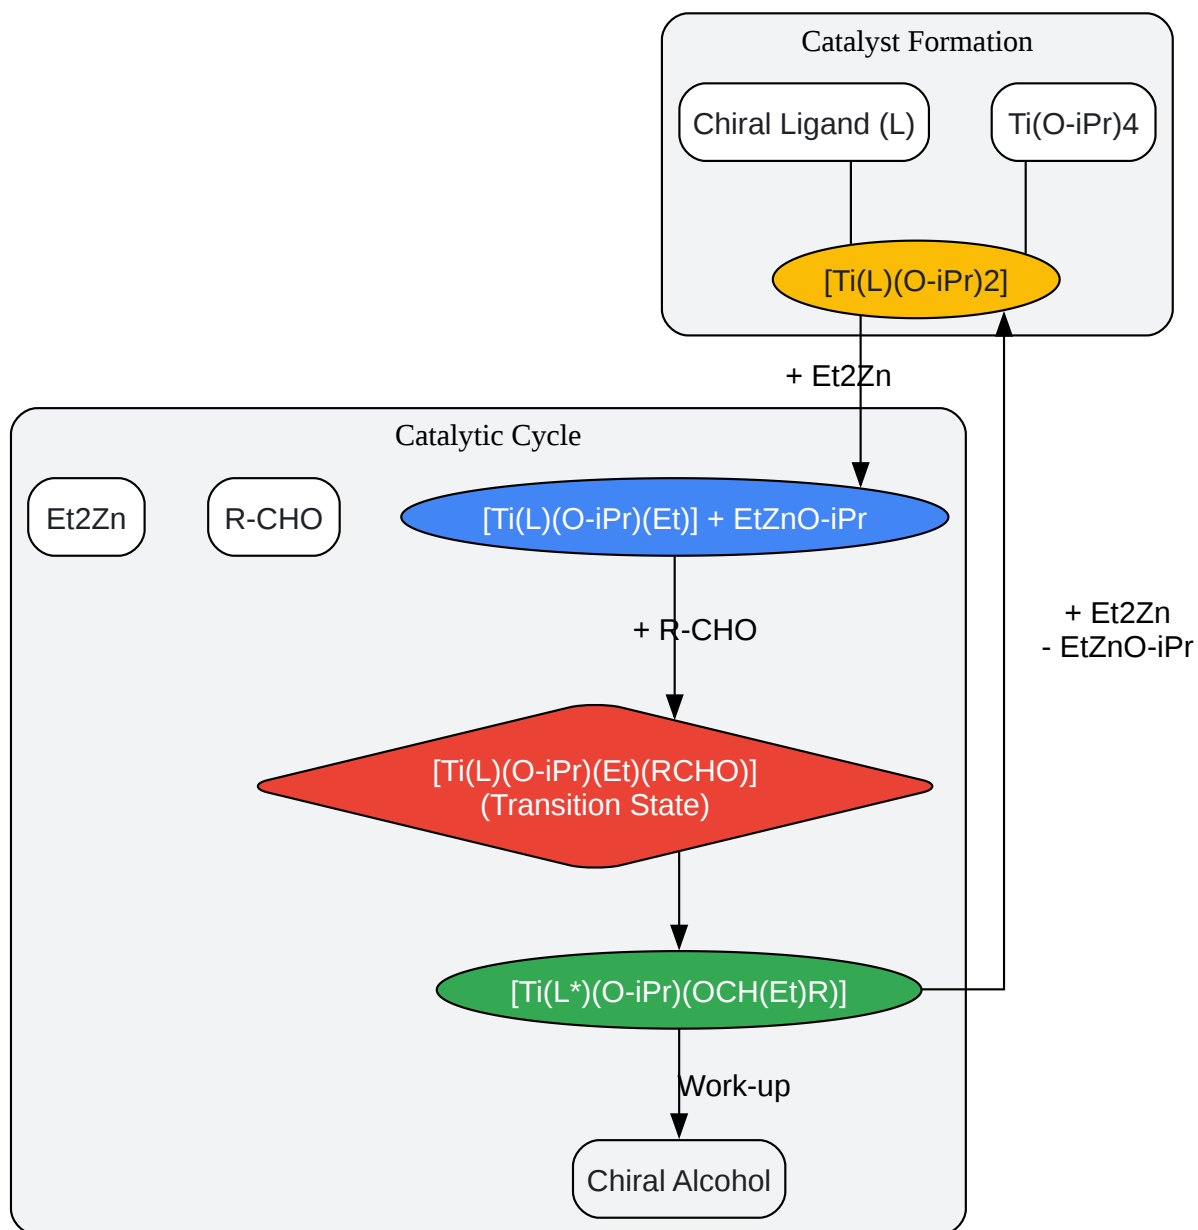 Catalyst Formation
Chiral Ligand (L)
Ti(O-iPr)4
[Ti(L)(O-iPr)2]
+ Et2Zn
Catalytic Cycle
Et2Zn
R-CHO
[Ti(L)(O-iPr)(Et)] + EtZnO-iPr
+ R-CHO
+ Et2Zn
- EtZnO-iPr
[Ti(L)(O-iPr)(Et)(RCHO)]
(Transition State)
[Ti(L*)(O-iPr)(OCH(Et)R)]
Work-up
Chiral Alcohol